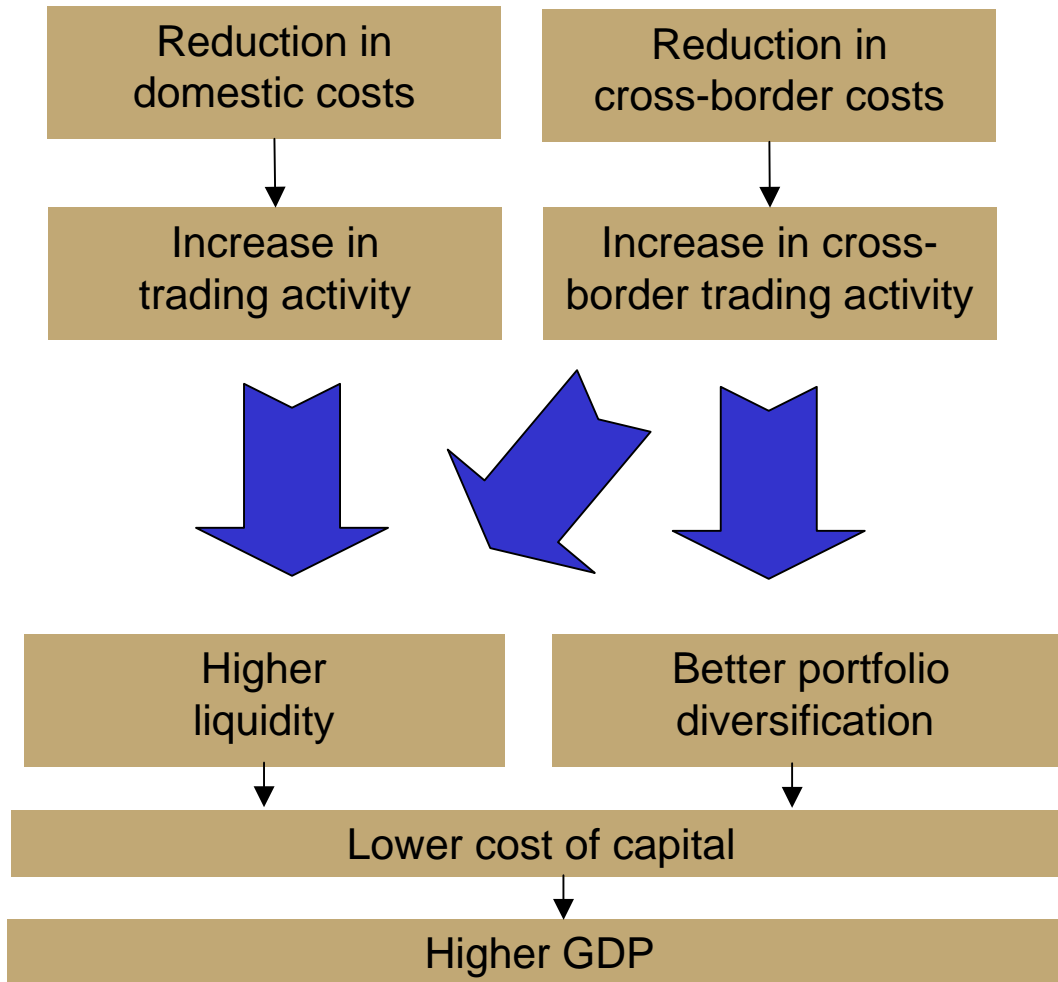 Reduction in
domestic costs
Reduction in
cross-border costs
Increase in
trading activity
Increase in cross-
border trading activity
Higher
liquidity
Better portfolio
diversification
Lower cost of capital
Higher GDP